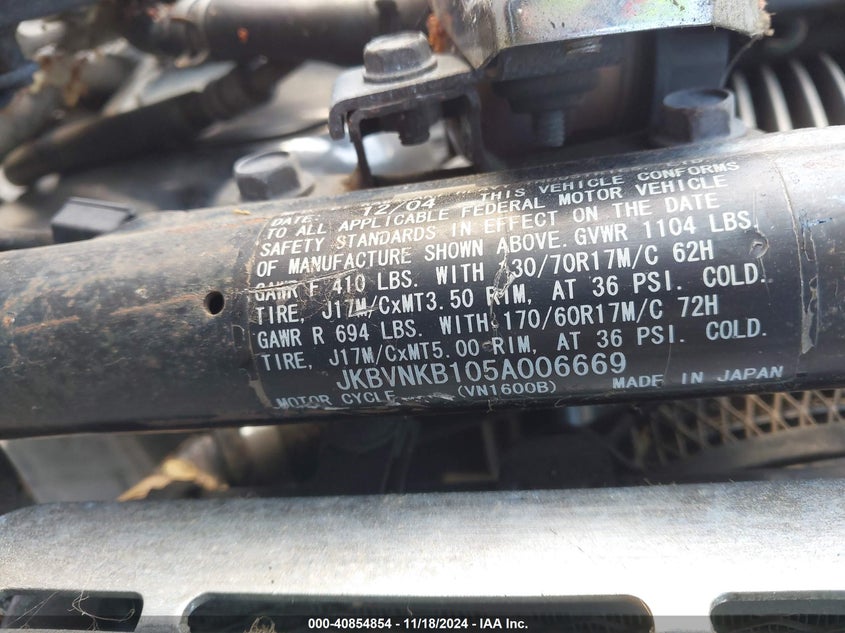 DATE: 12/04 THIS VEHICLE CONFORMS
TO ALL APPLICABLE FEDERAL MOTOR VEHICLE
SAFETY STANDARDS IN EFFECT ON THE DATE
OF MANUFACTURE SHOWN ABOVE. GVWR 1104 LBS.
GAWR F 410 LBS. WITH 130/70R17M/C 62H
TIRE, J17M/CxMT3.50 RIM, AT 36 PSI. COLD.
GAWR R 694 LBS. WITH 170/60R17M/C 72H
TIRE, J17M/CxMT5.00 RIM, AT 36 PSI. COLD.
JKBVNKB105A006669
MOTOR CYCLE (VN1600B) MADE IN JAPAN
000-40854854 - 11/18/2024 - IAA Inc.